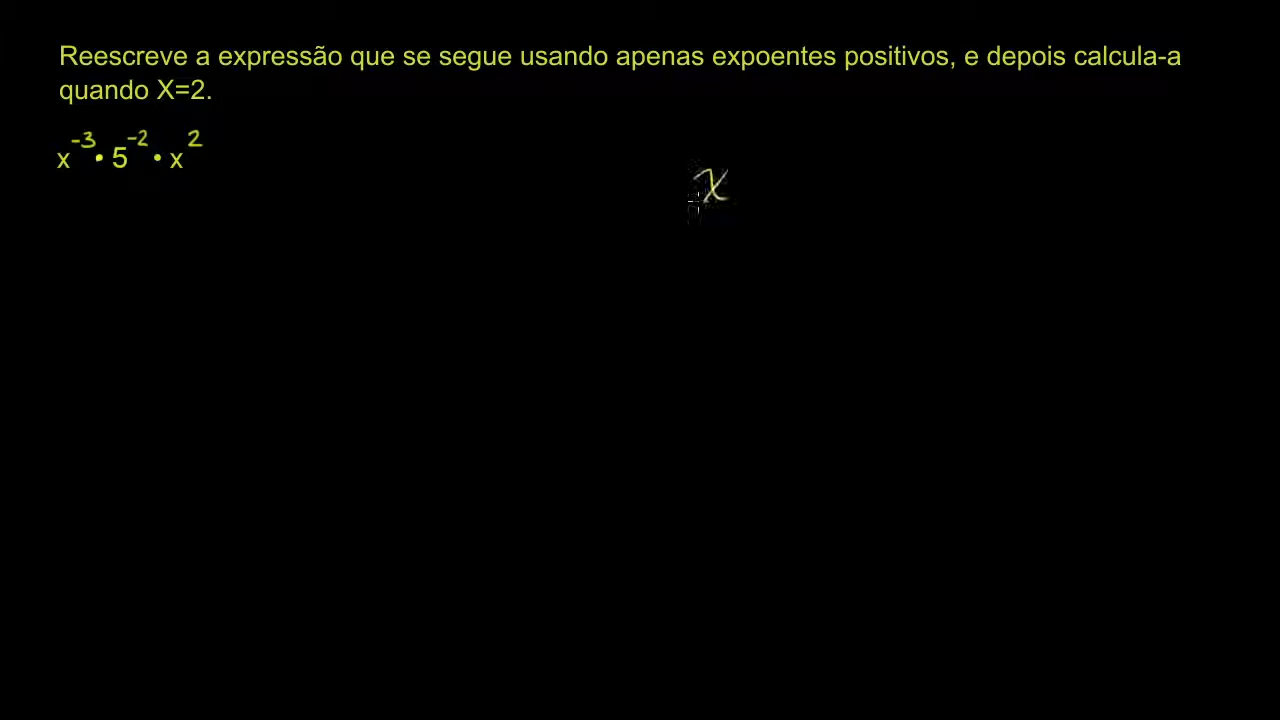 Reescreve a expressão que se segue usando apenas expoentes positivos, e depois calcula-a
quando X=2.
x⁻³ • 5⁻² • x²
x